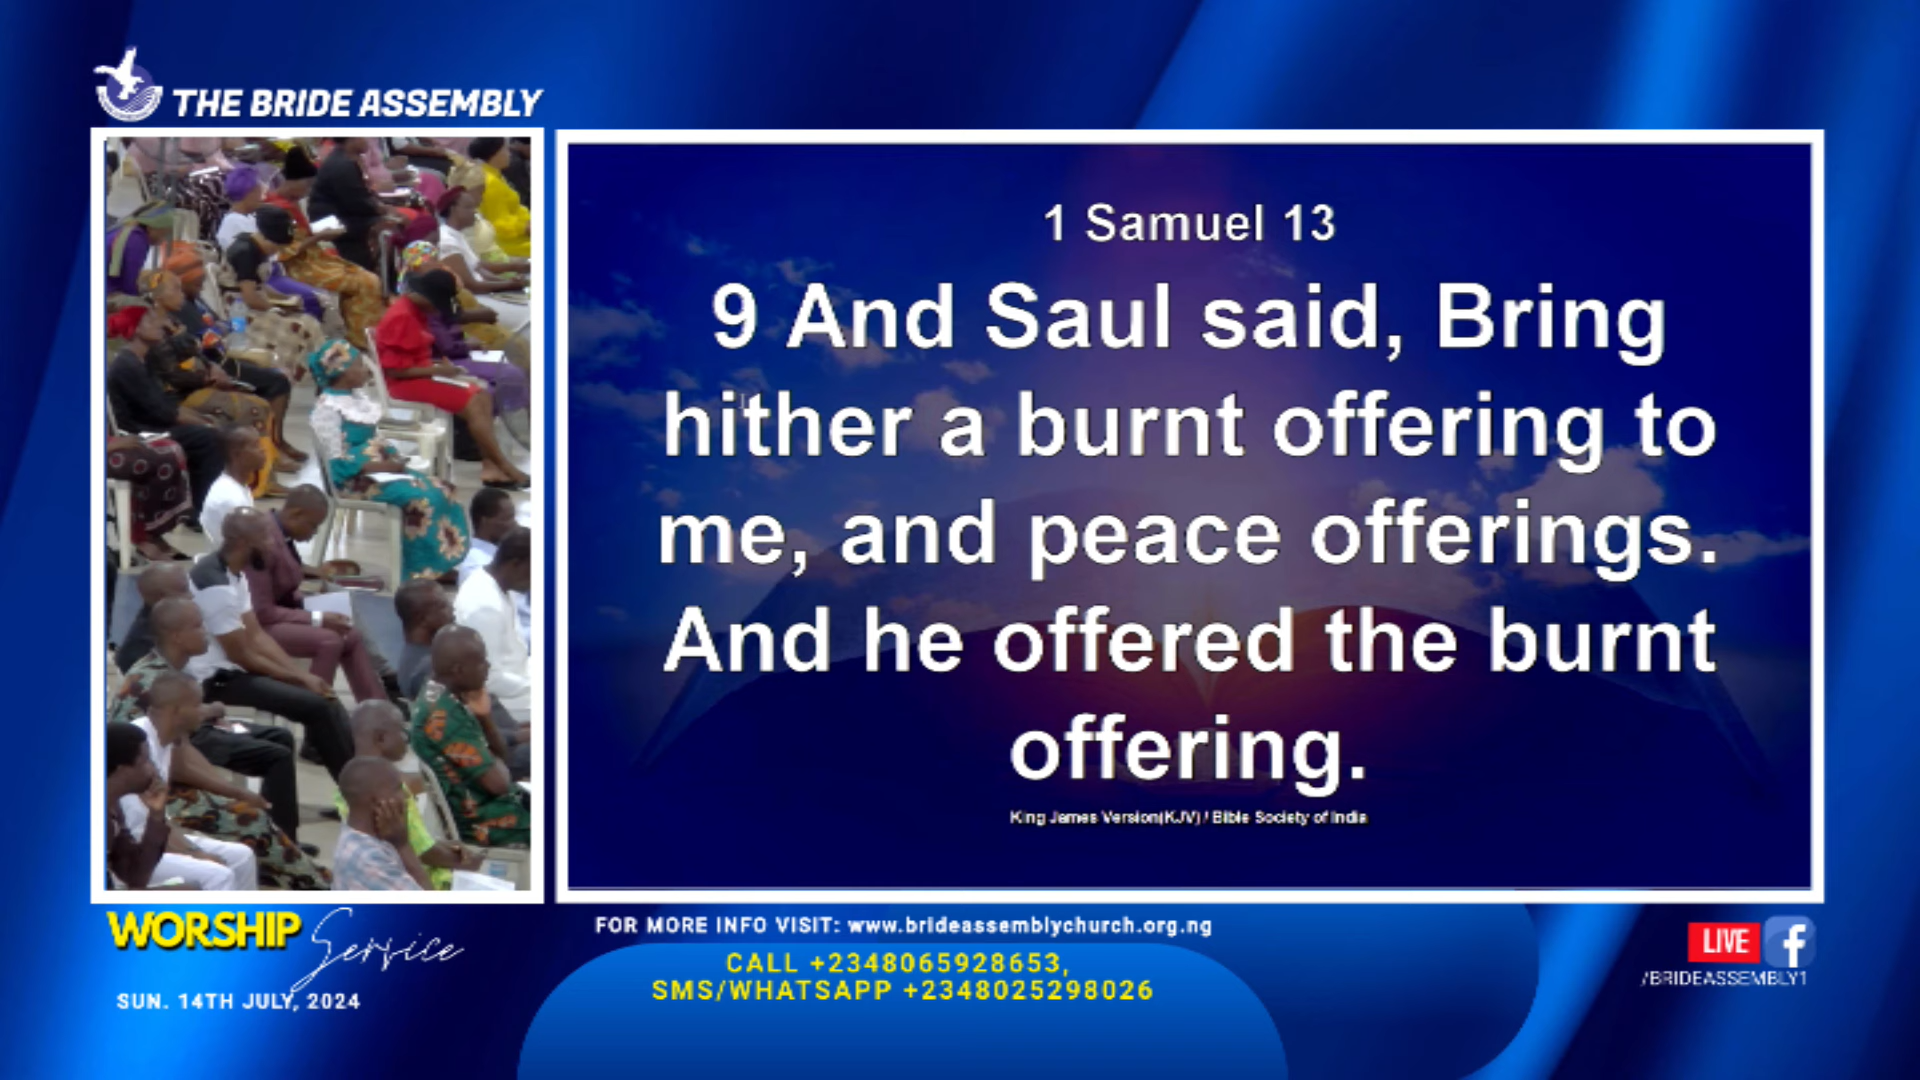 THE BRIDE ASSEMBLY
1 Samuel 13
9 And Saul said, Bring
hither a burnt offering to
me, and peace offerings.
And he offered the burnt
offering.
King James Version(KJV) / Bible Society of India
WORSHIP
Service
SUN. 14TH JULY, 2024
FOR MORE INFO VISIT: www.brideassemblychurch.org.ng
CALL +2348065928653,
SMS/WHATSAPP +2348025298026
LIVE
/BRIDEASSEMBLY1